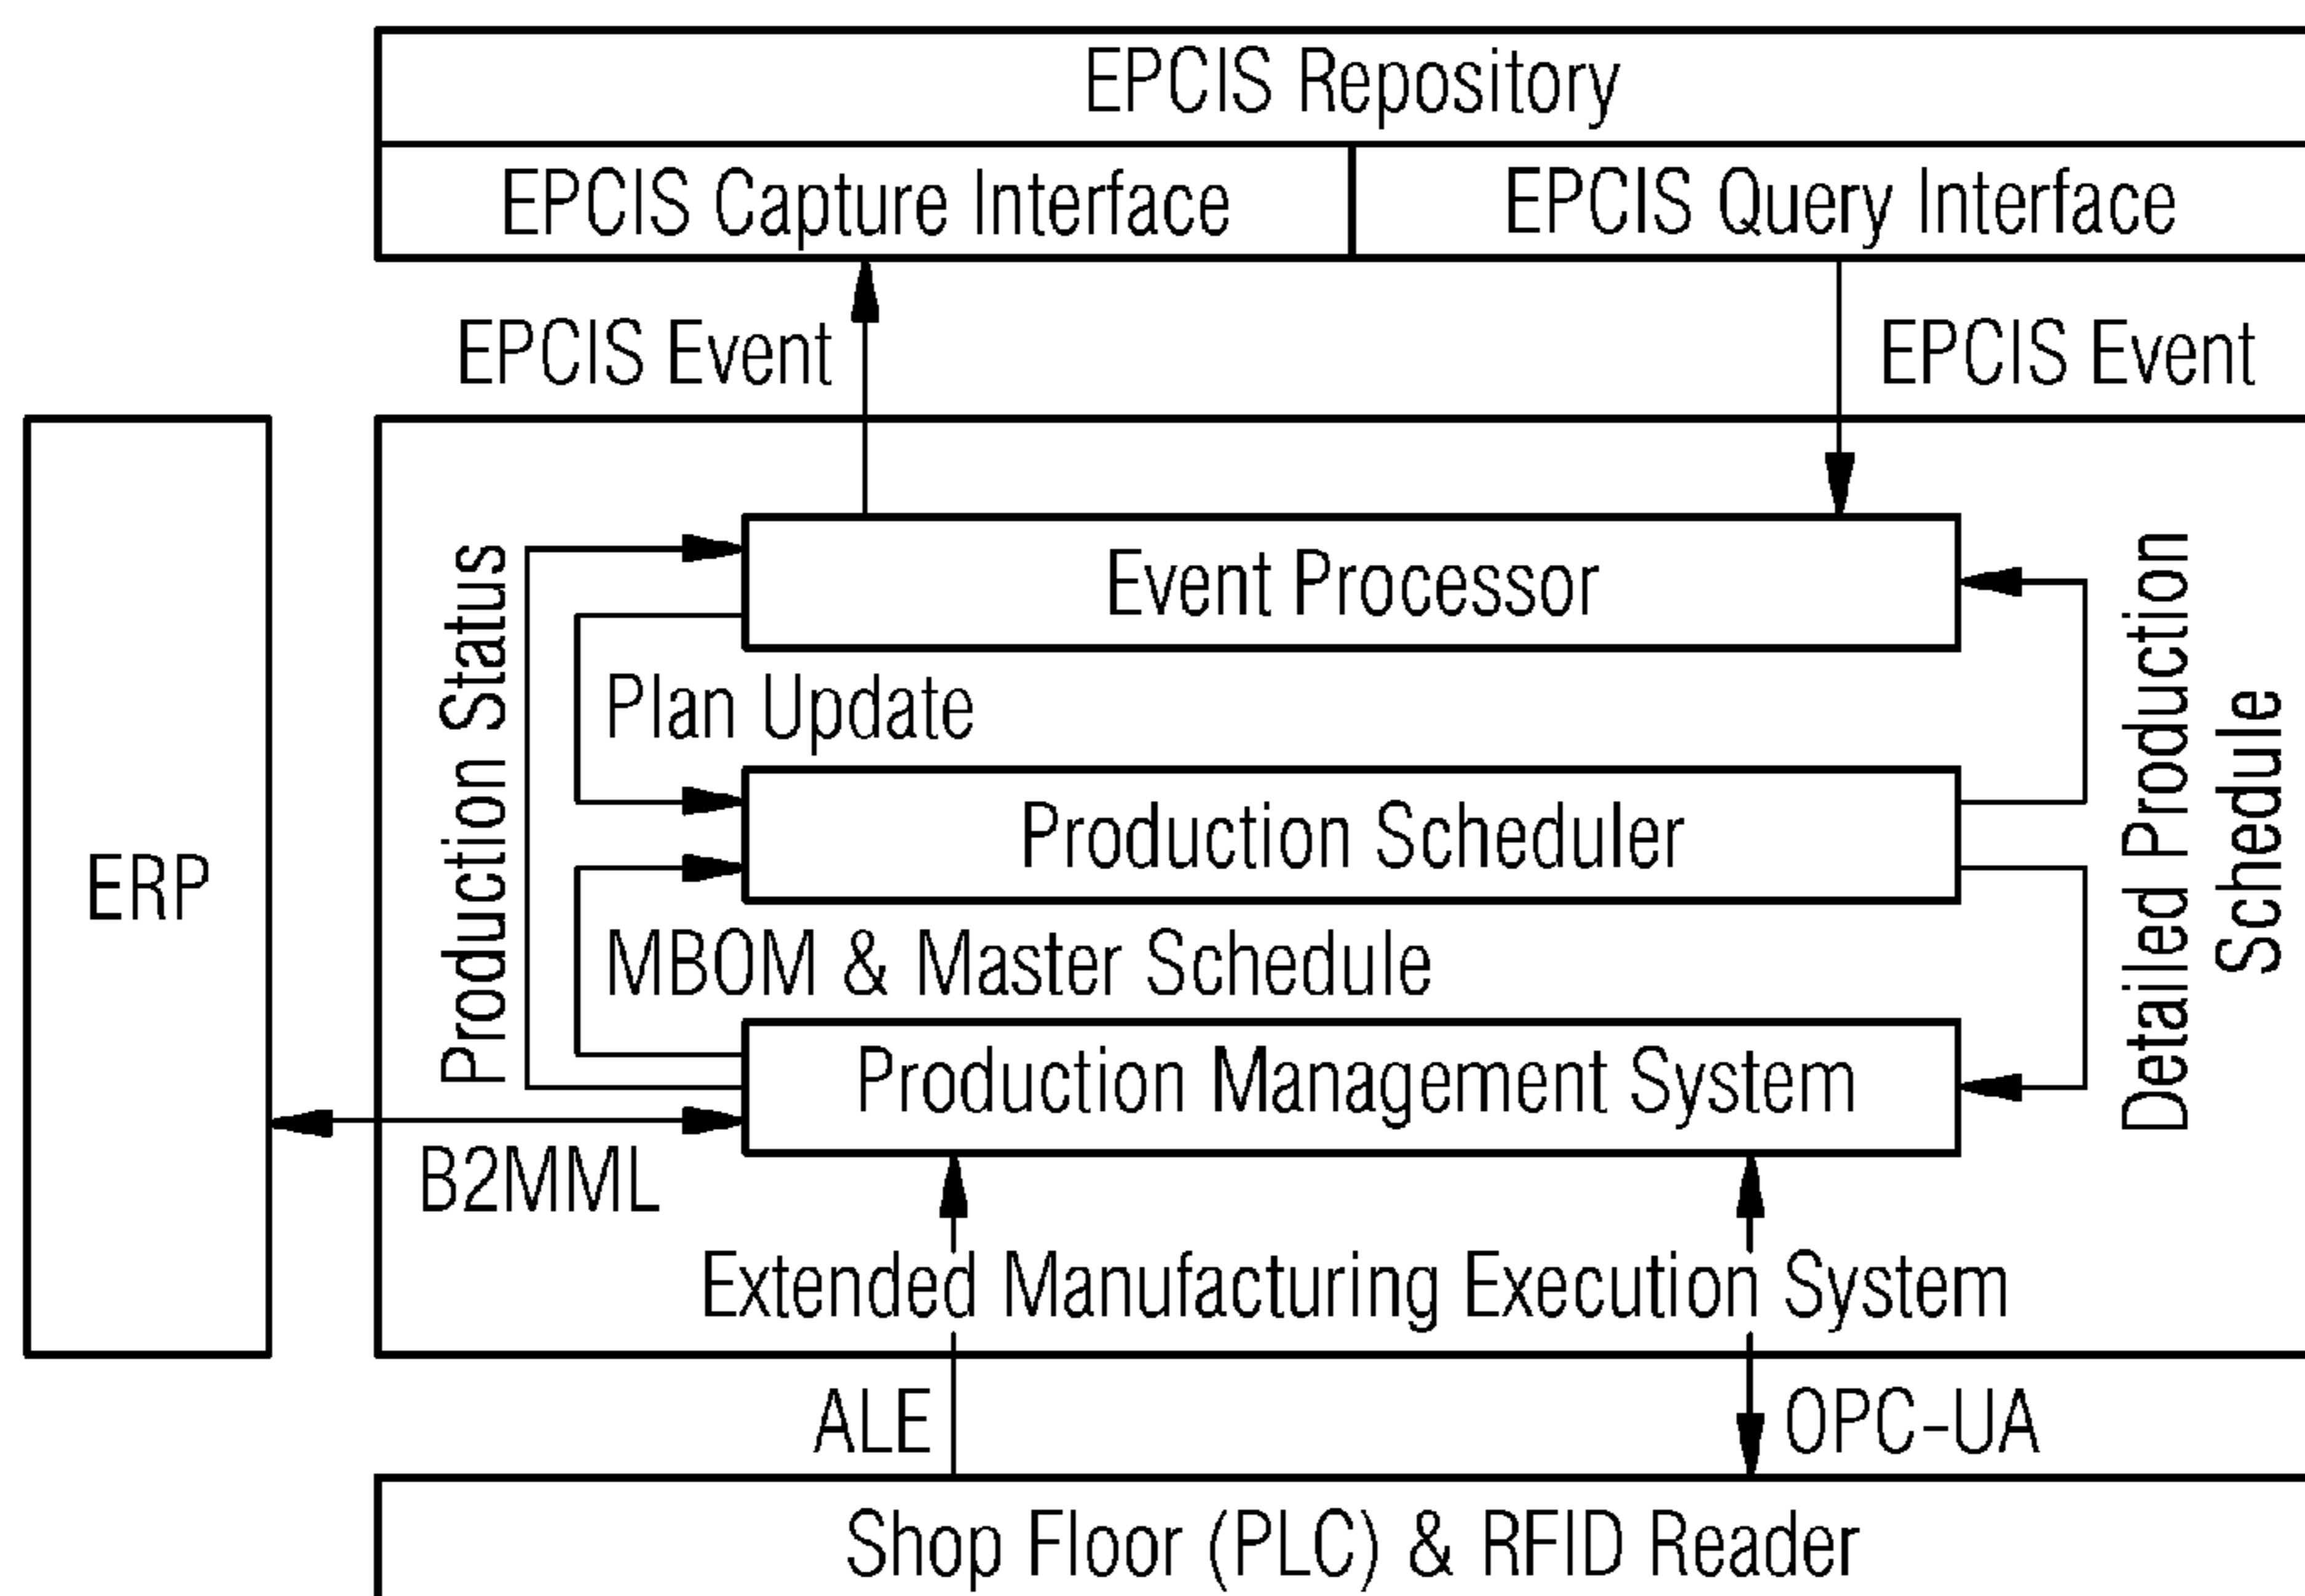 EPCIS Repository
EPCIS Capture Interface
EPCIS Query Interface
EPCIS Event
EPCIS Event
ERP
Production Status
Event Processor
Plan Update
Production Scheduler
MBOM & Master Schedule
Production Management System
Detailed Production
Schedule
B2MML
Extended Manufacturing Execution System
ALE
OPC-UA
Shop Floor (PLC) & RFID Reader